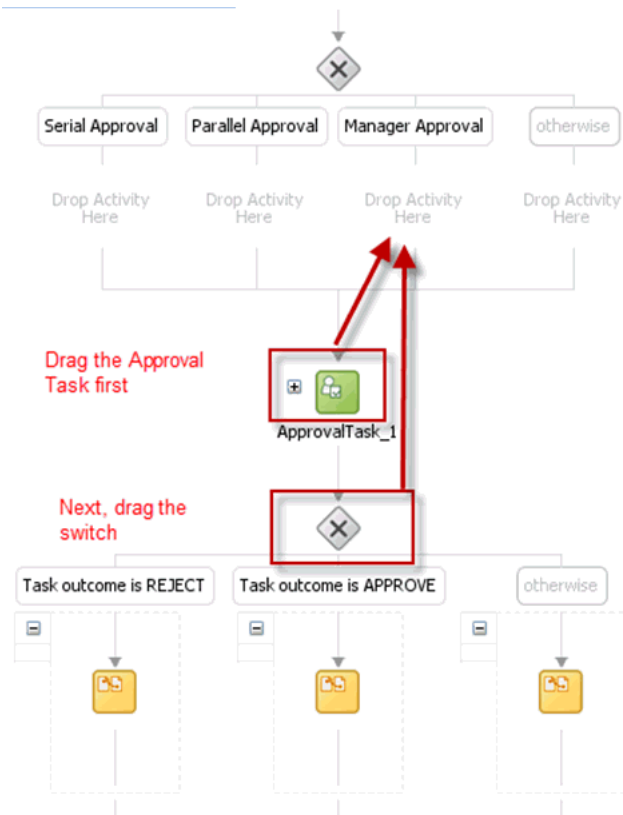 Serial Approval
Parallel Approval
Manager Approval
otherwise
Drop Activity
Here
Drop Activity
Here
Drop Activity
Here
Drop Activity
Here
Drag the Approval
Task first
ApprovalTask_1
Next, drag the
switch
Task outcome is REJECT
Task outcome is APPROVE
otherwise